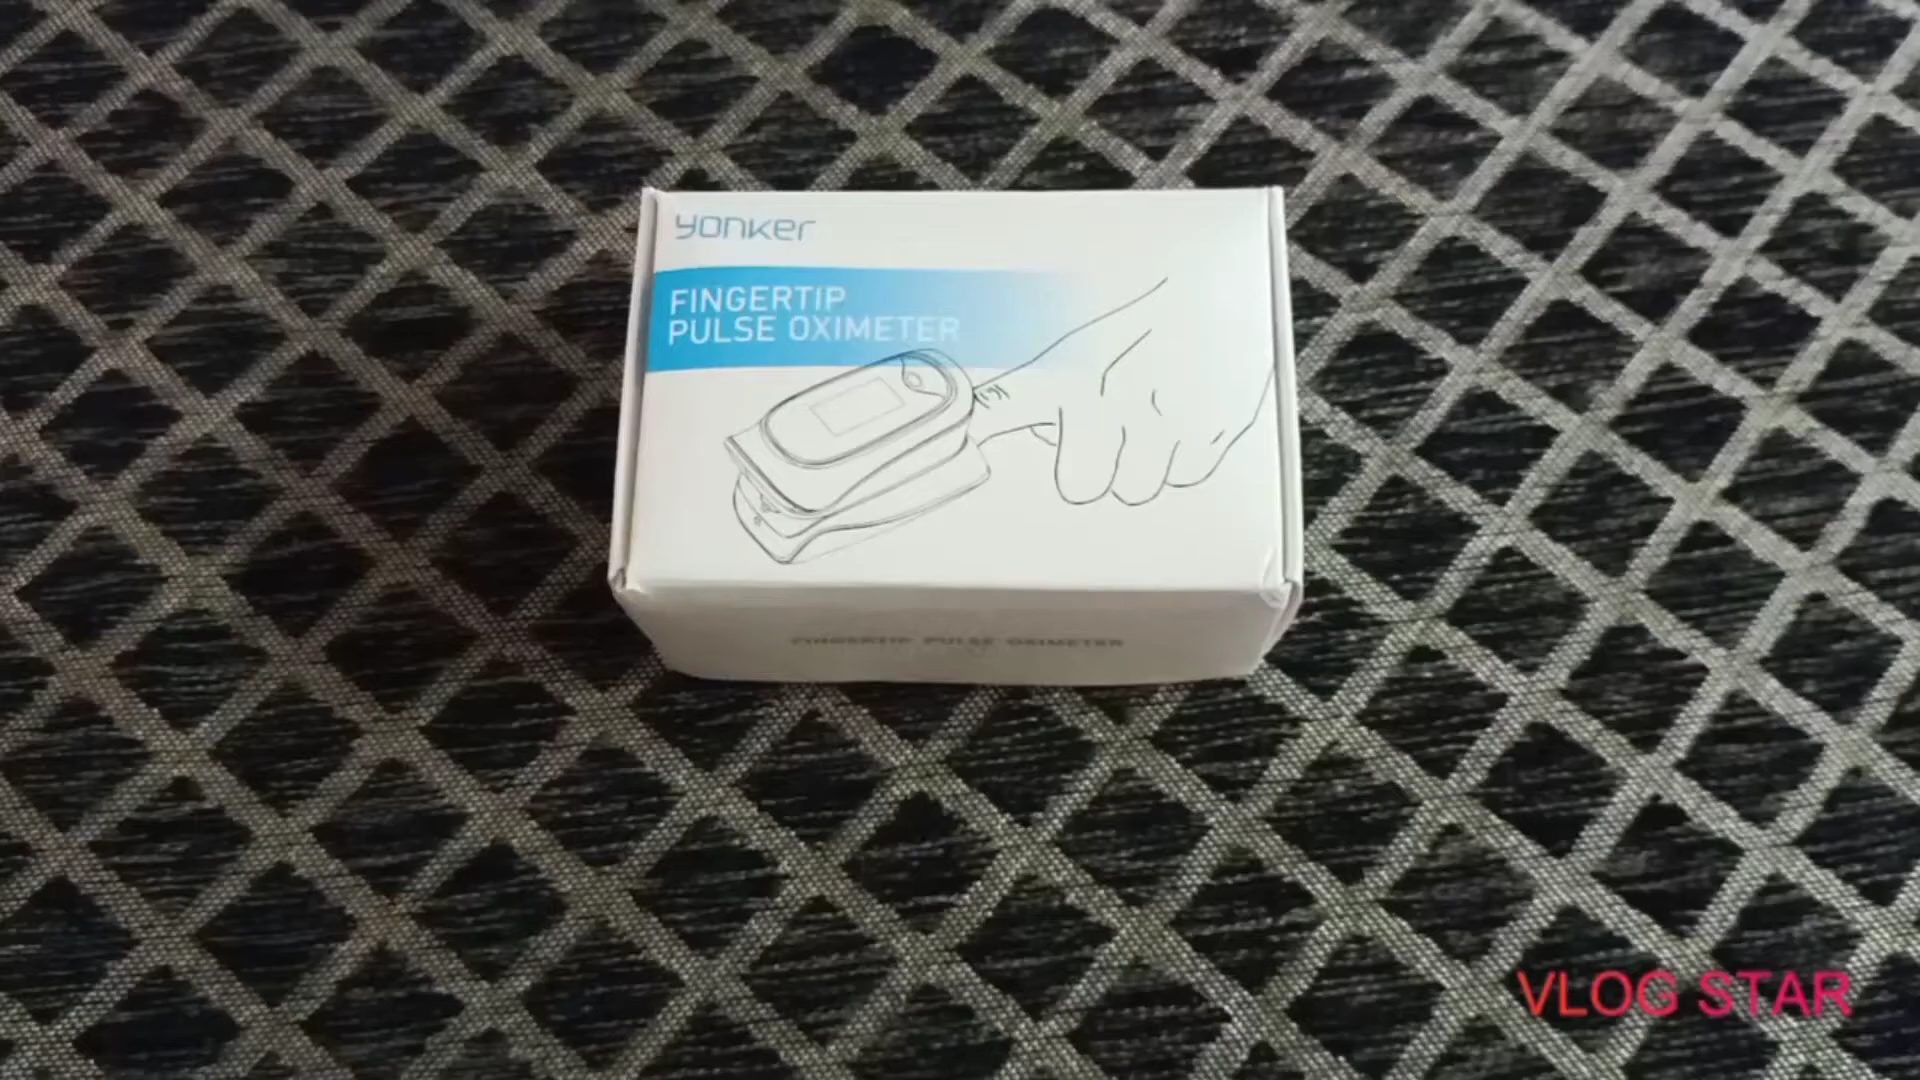 yonker
FINGERTIP
PULSE OXIMETER
FINGERTIP PULSE OXIMETER
VLOG STAR